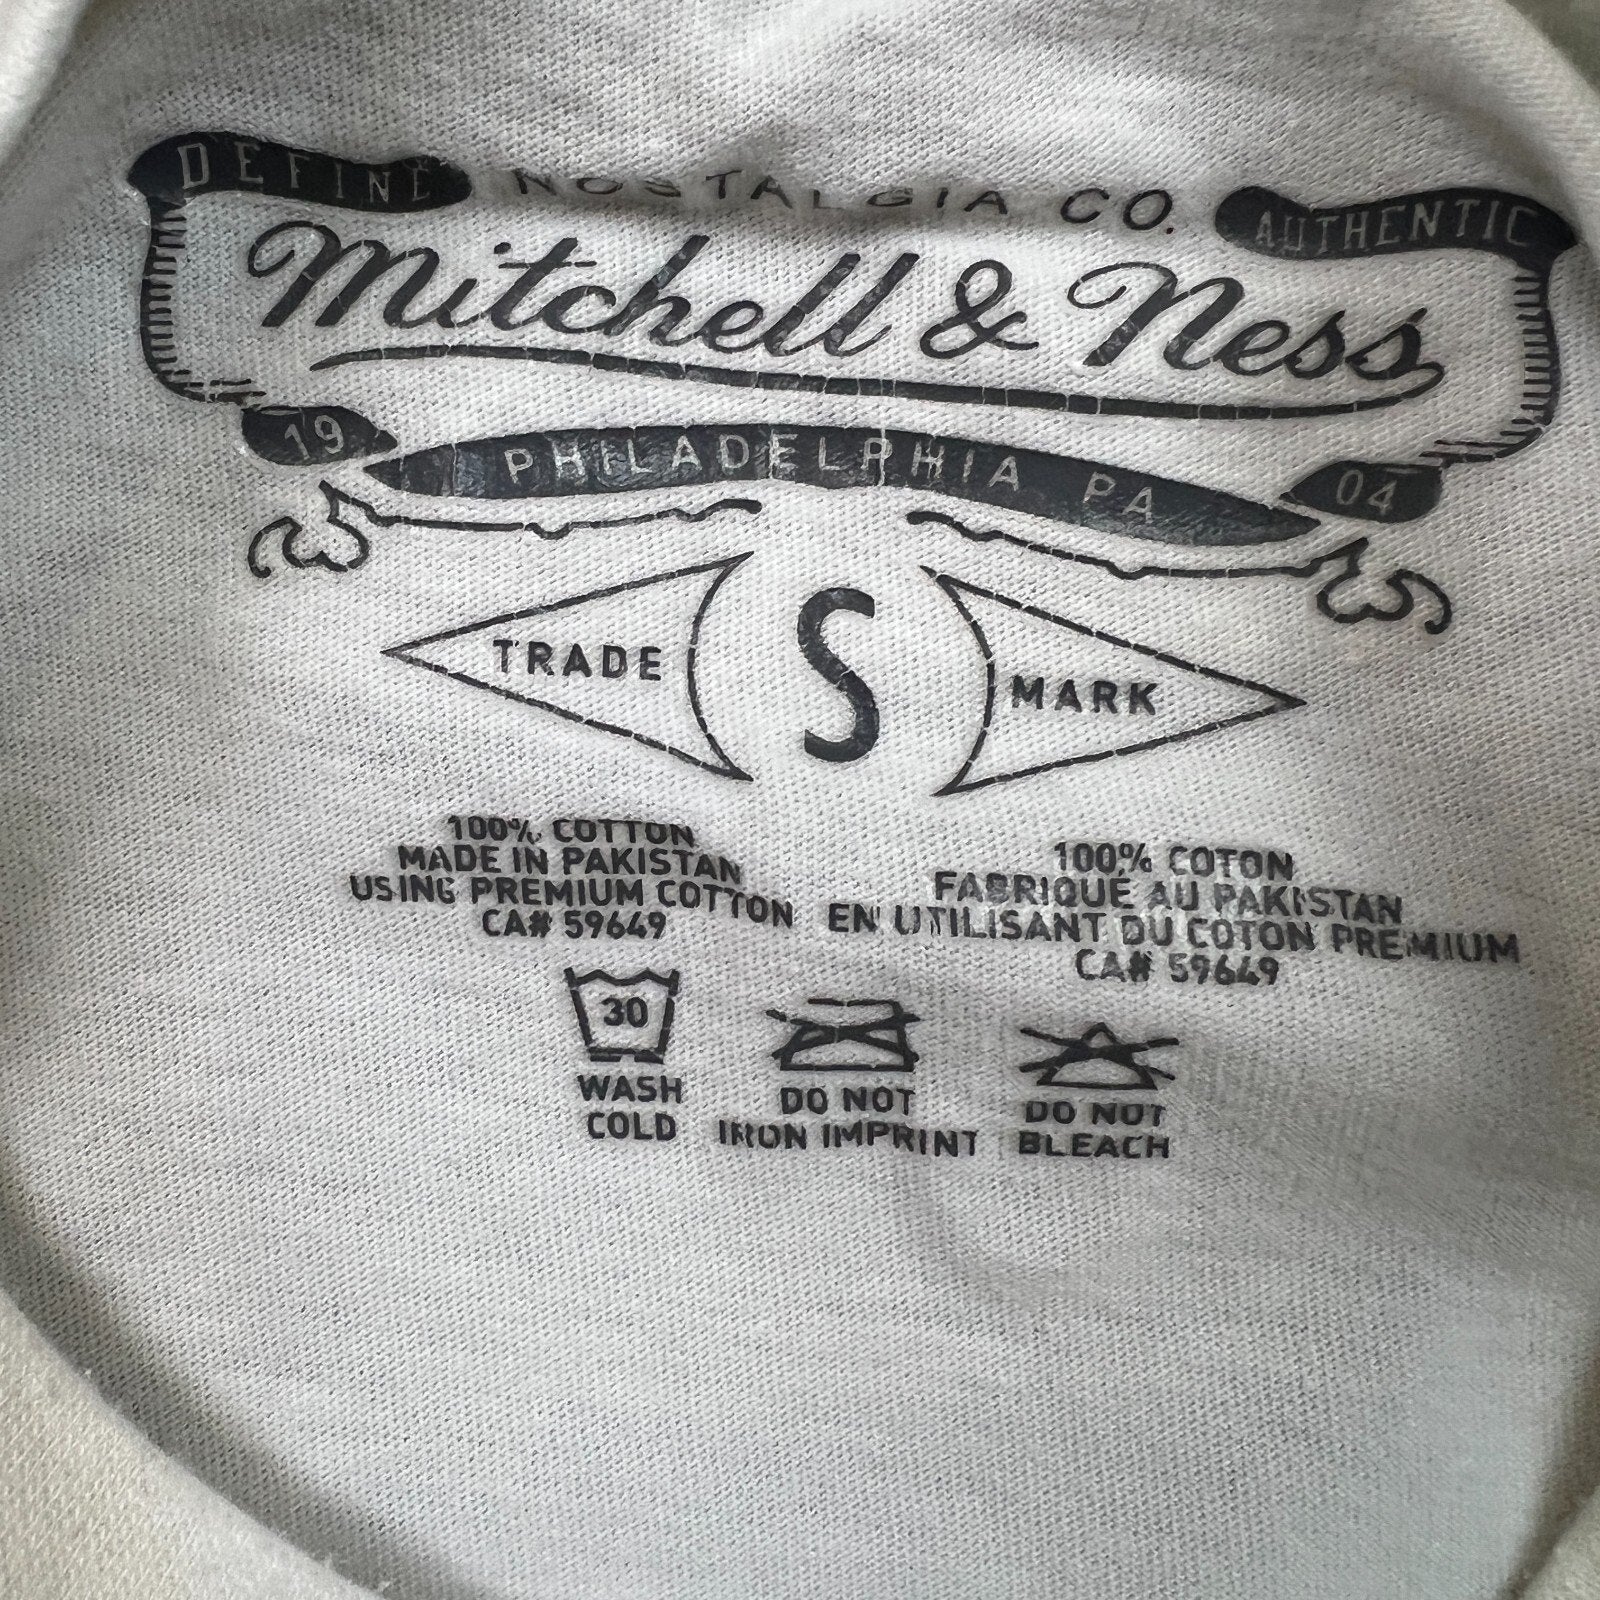 DEFINE NOSTALGIA CO. AUTHENTIC
Mitchell & Ness
19 PHILADELPHIA PA 04
TRADE S MARK
100% COTTON
MADE IN PAKISTAN
USING PREMIUM COTTON
CA# 59649
100% COTON
FABRIQUÉ AU PAKISTAN
EN UTILISANT DU COTON PREMIUM
CA# 59649
30
WASH
COLD
DO NOT
IRON IMPRINT
DO NOT
BLEACH